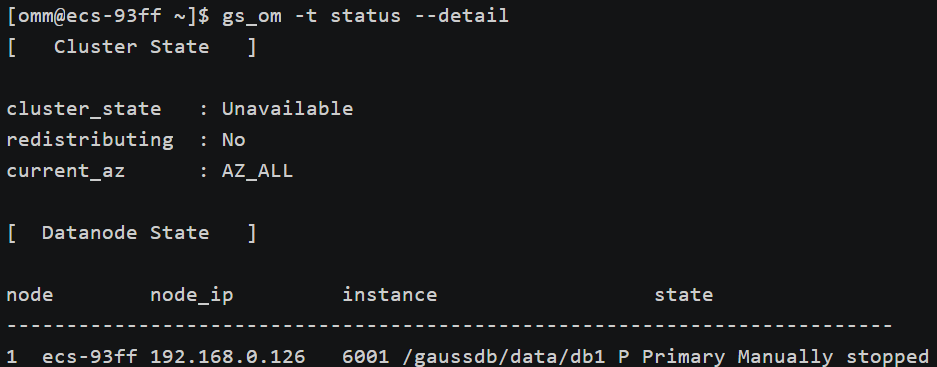 [omm@ecs-93ff ~]$ gs_om -t status --detail
[   Cluster State   ]
cluster_state   : Unavailable
redistributing  : No
current_az      : AZ_ALL
[  Datanode State   ]
node        node_ip         instance                  state
--------------------------------------------------------------------------
1  ecs-93ff 192.168.0.126   6001 /gaussdb/data/db1 P Primary Manually stopped